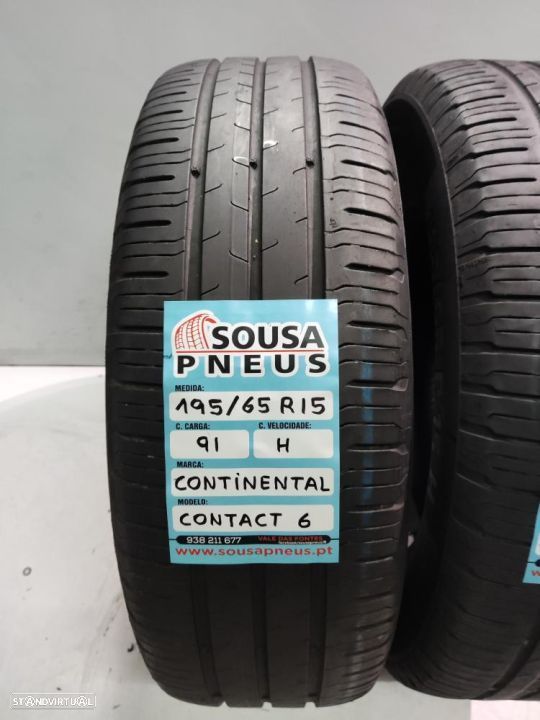 SOUSA
PNEUS
MEDIDA:
195/65 R15
C. CARGA: C. VELOCIDADE:
91 H
MARCA:
CONTINENTAL
MODELO:
CONTACT 6
938 211 677 VALE DAS FONTES
www.sousapneus.pt
STANDVIRTUAL